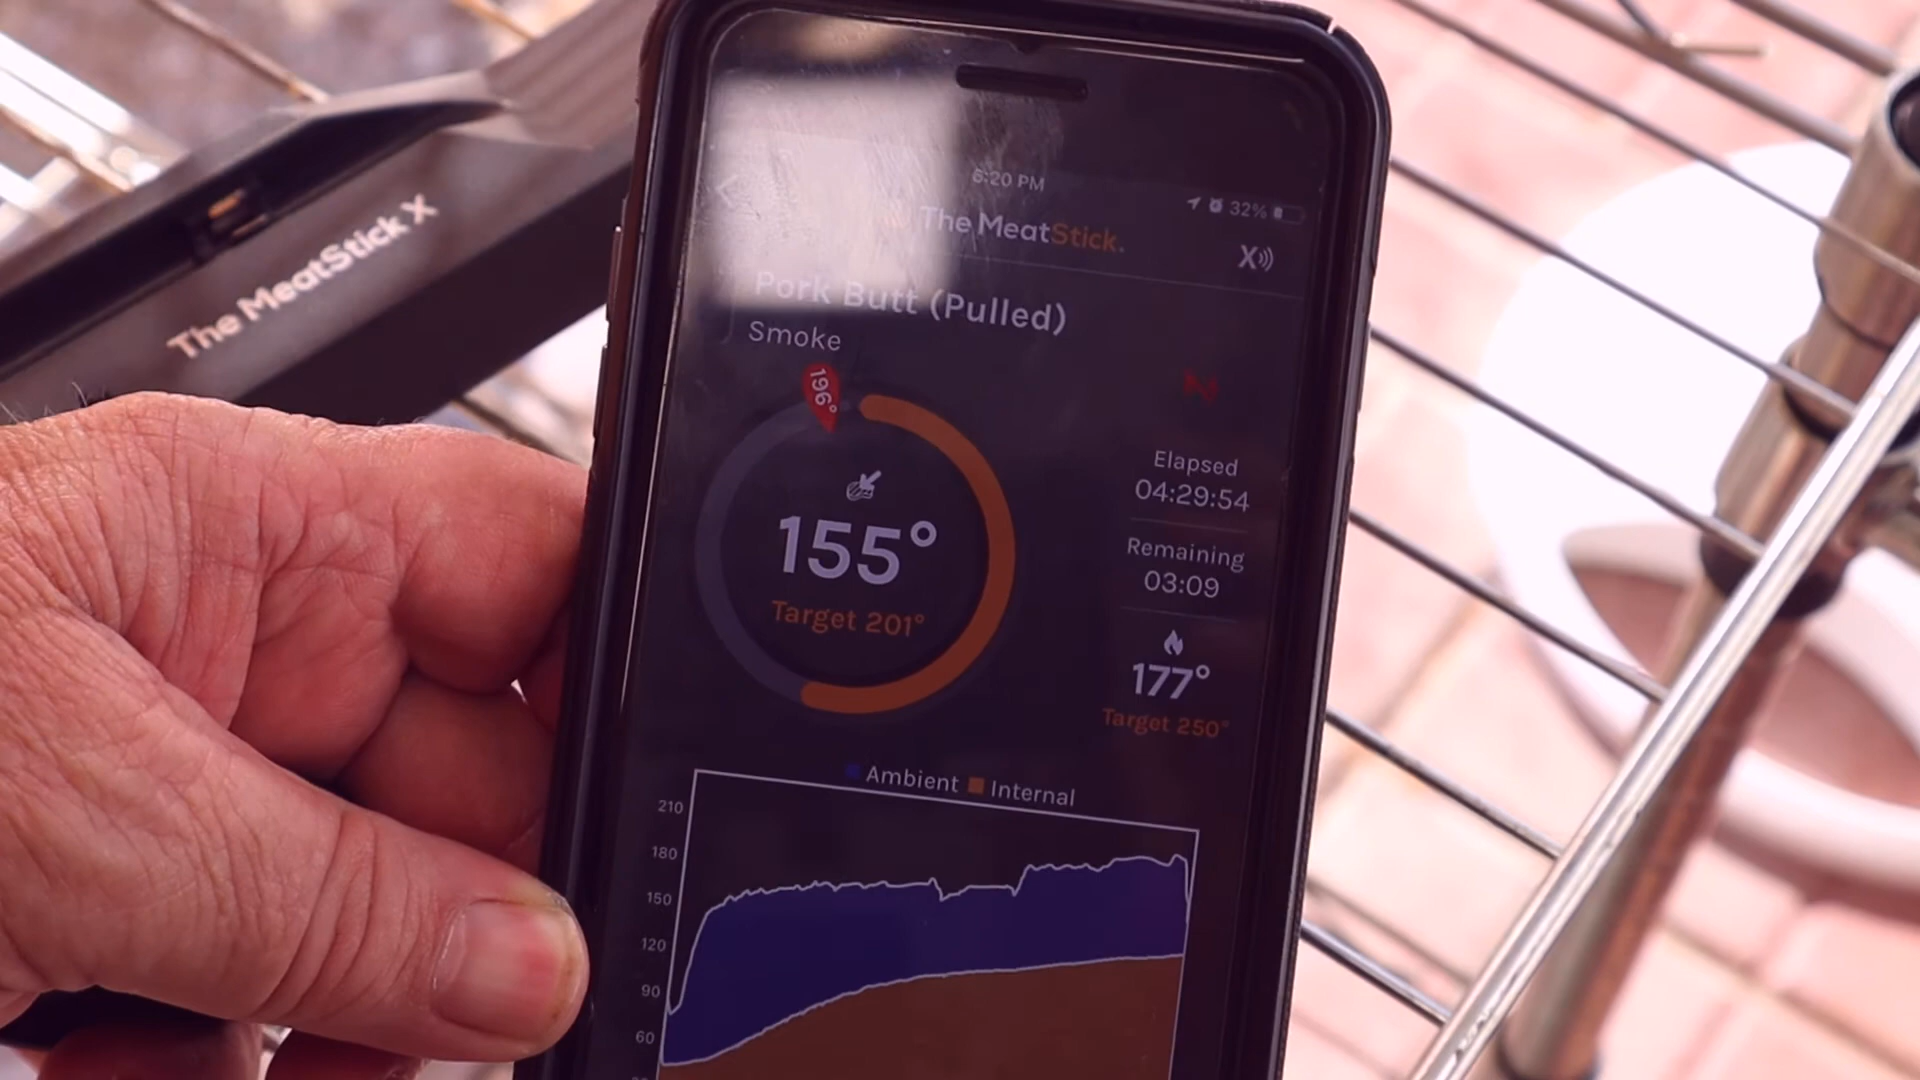 The MeatStick X
6:20 PM
32%
The MeatStick.
X
Pork Butt (Pulled)
Smoke
196°
155°
Target 201°
Elapsed
04:29:54
Remaining
03:09
177°
Target 250°
Ambient Internal
210
180
150
120
90
60